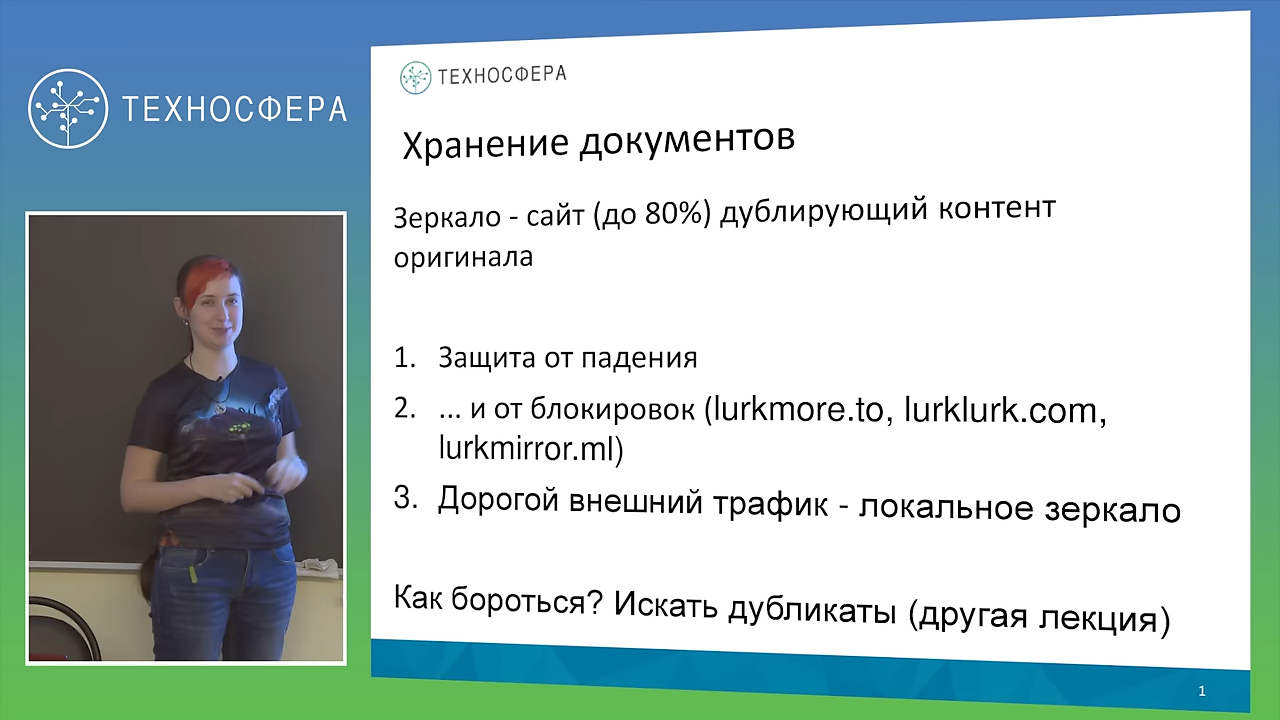 ТЕХНОСФЕРА
ТЕХНОСФЕРА
Хранение документов
Зеркало - сайт (до 80%) дублирующий контент
оригинала
1. Защита от падения
2. ... и от блокировок (lurkmore.to, lurklurk.com,
lurkmirror.ml)
3. Дорогой внешний трафик - локальное зеркало
Как бороться? Искать дубликаты (другая лекция)
1